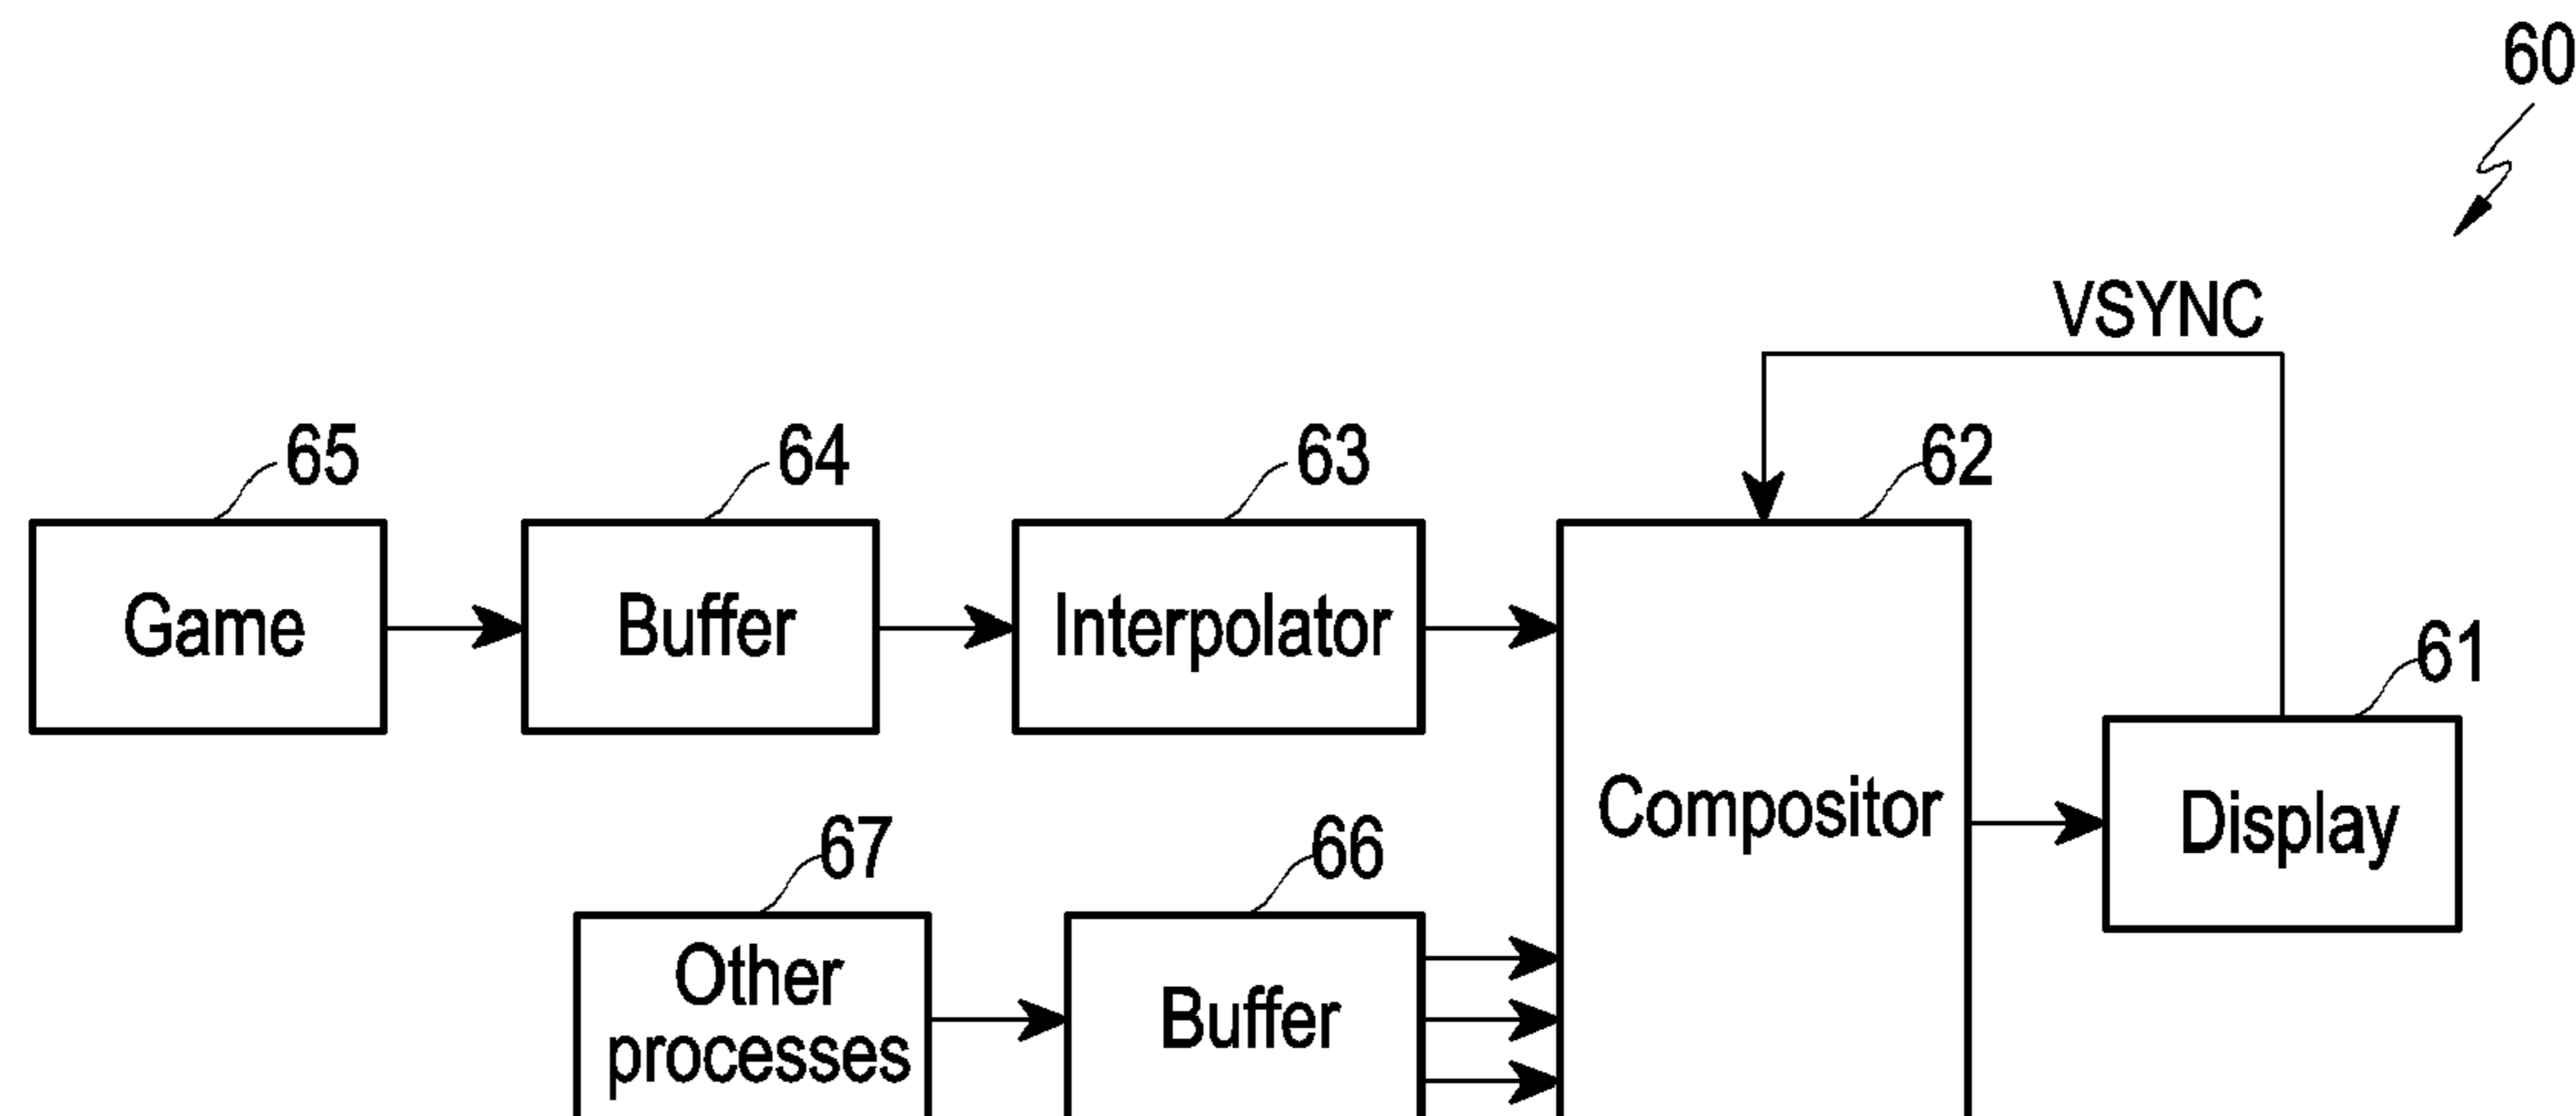 60
VSYNC
65
64
63
62
Game
Buffer
Interpolator
61
Compositor
Display
67
66
Other
processes
Buffer